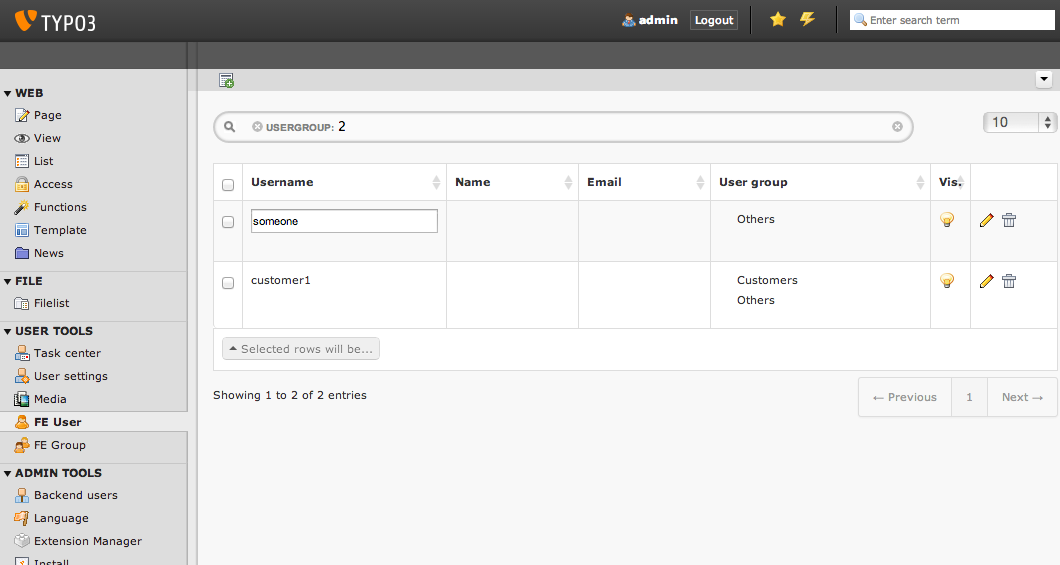 TYPO3
admin Logout Enter search term
WEB
Page
View
List
Access
Functions
Template
News
FILE
Filelist
USER TOOLS
Task center
User settings
Media
FE User
FE Group
ADMIN TOOLS
Backend users
Language
Extension Manager
Install
USERGROUP: 2
10
Username Name Email User group Vis.
someone Others
customer1 Customers
Others
Selected rows will be...
Showing 1 to 2 of 2 entries
← Previous 1 Next →